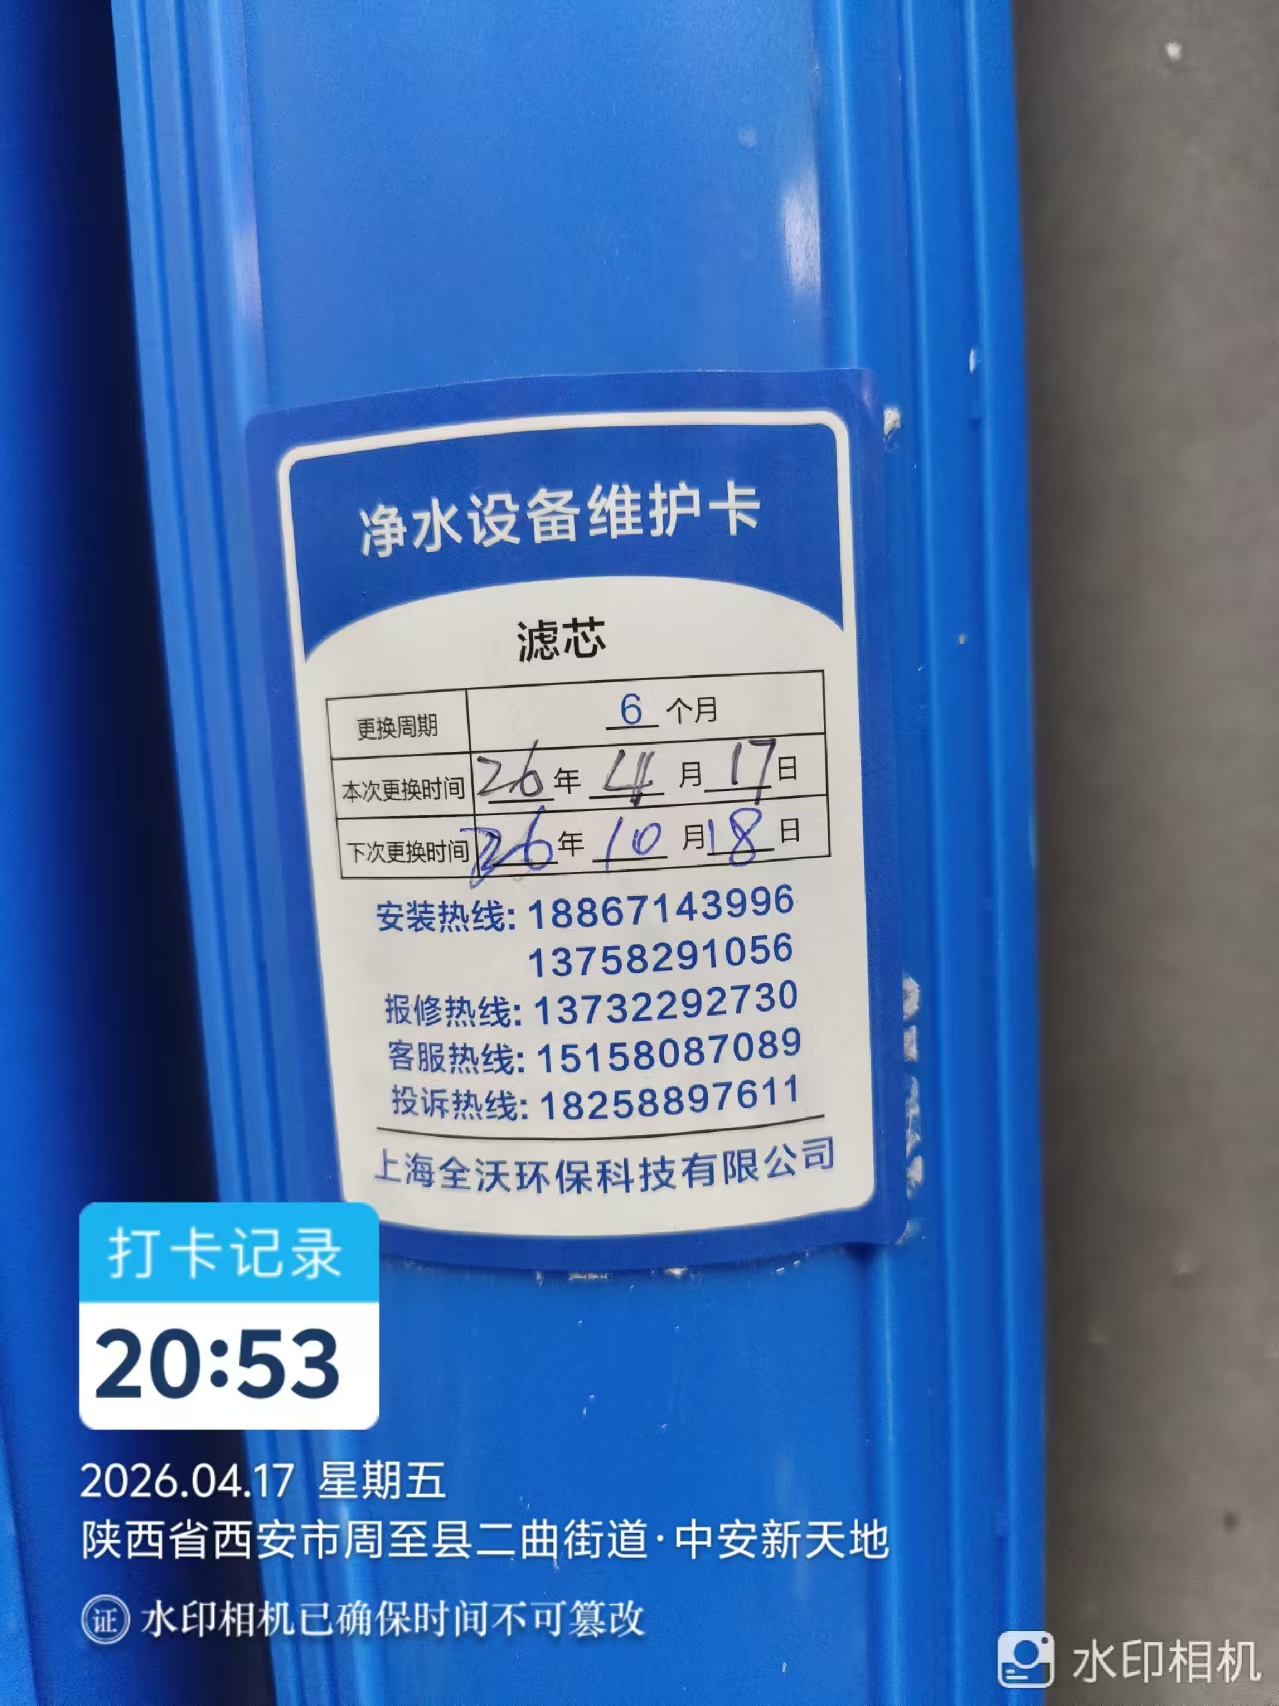 净水设备维护卡
滤芯
更换周期 6 个月
本次更换时间 26 年 4 月 17 日
下次更换时间 26 年 10 月 18 日
安装热线: 18867143996
13758291056
报修热线: 13732292730
客服热线: 15158087089
投诉热线: 18258897611
上海全沃环保科技有限公司
打卡记录
20:53
2026.04.17 星期五
陕西省西安市周至县二曲街道·中安新天地
证 水印相机已确保时间不可篡改
水印相机